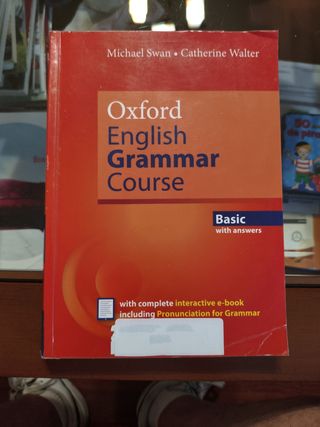 Michael Swan • Catherine Walter
Oxford
English
Grammar
Course
Basic
with answers
with complete interactive e-book
including Pronunciation for Grammar
50